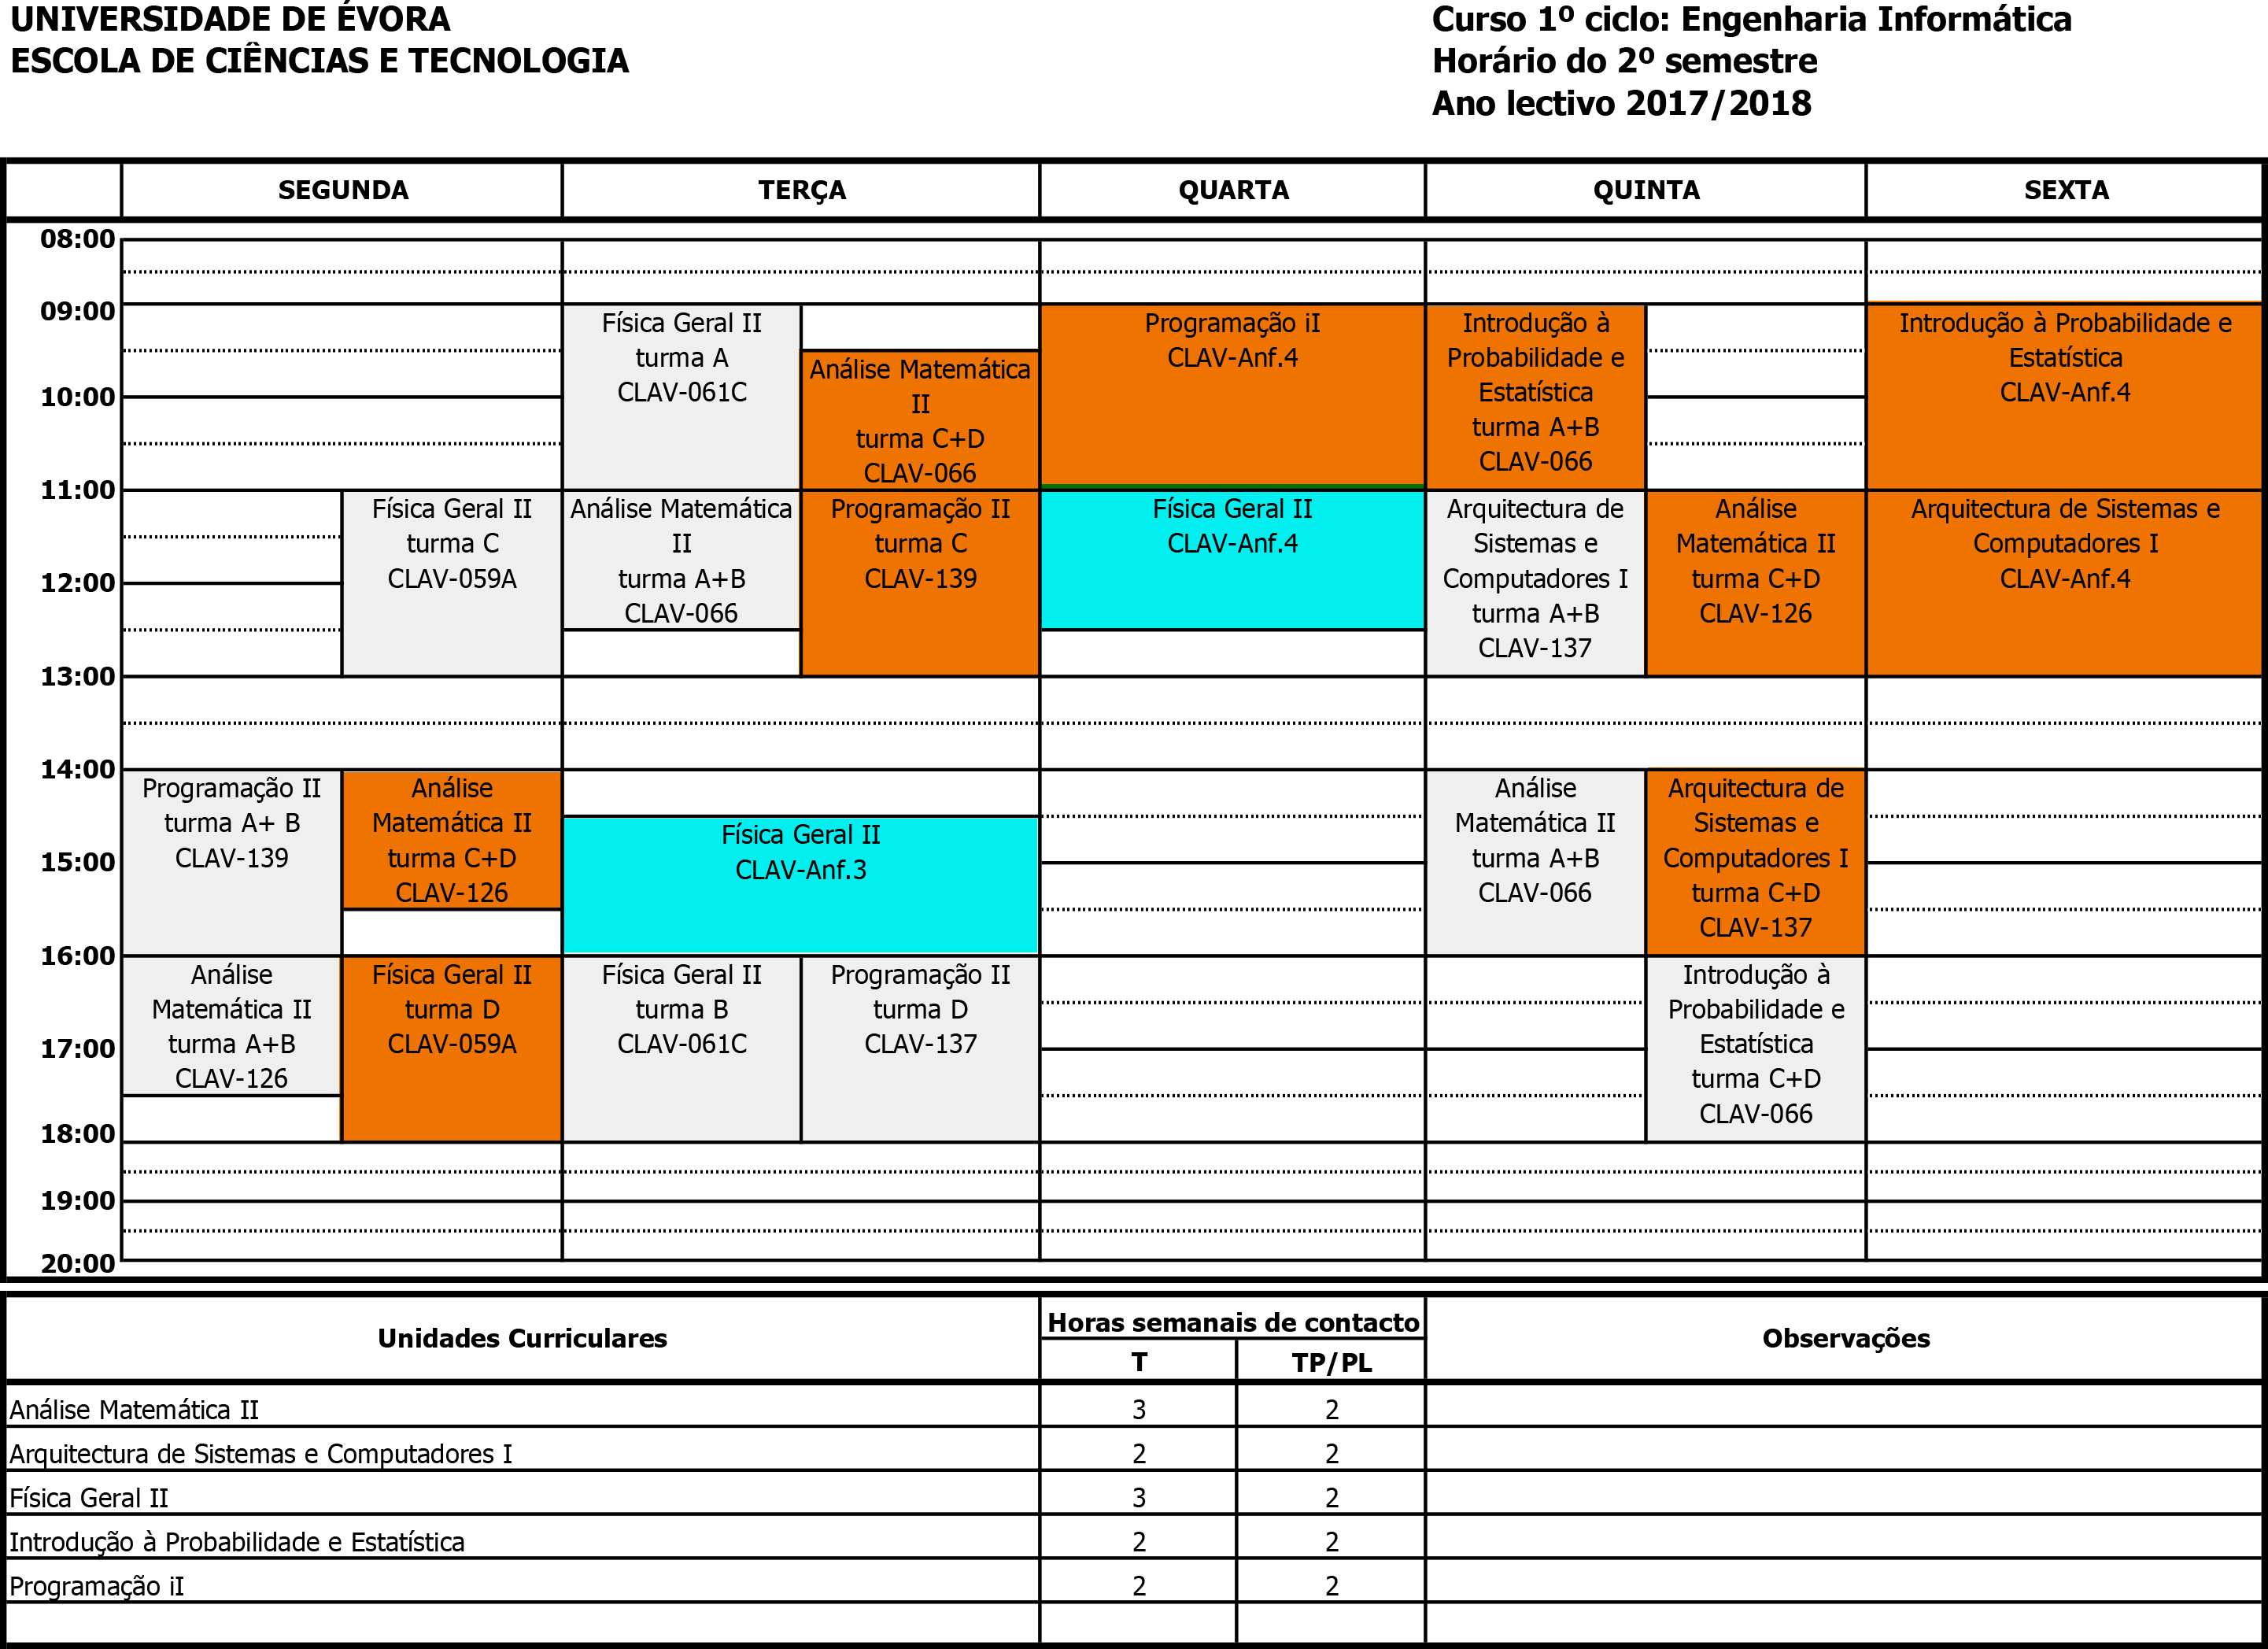 UNIVERSIDADE DE ÉVORA
ESCOLA DE CIÊNCIAS E TECNOLOGIA
Curso 1º ciclo: Engenharia Informática
Horário do 2º semestre
Ano lectivo 2017/2018
SEGUNDA TERÇA QUARTA QUINTA SEXTA
08:00
09:00
10:00
11:00
12:00
13:00
14:00
15:00
16:00
17:00
18:00
19:00
20:00
Física Geral II
turma C
CLAV-059A
Programação II
turma A+ B
CLAV-139
Análise
Matemática II
turma C+D
CLAV-126
Análise
Matemática II
turma A+B
CLAV-126
Física Geral II
turma D
CLAV-059A
Física Geral II
turma A
CLAV-061C
Análise Matemática
II
turma C+D
CLAV-066
Análise Matemática
II
turma A+B
CLAV-066
Programação II
turma C
CLAV-139
Física Geral II
CLAV-Anf.3
Física Geral II
turma B
CLAV-061C
Programação II
turma D
CLAV-137
Programação iI
CLAV-Anf.4
Física Geral II
CLAV-Anf.4
Introdução à
Probabilidade e
Estatística
turma A+B
CLAV-066
Arquitectura de
Sistemas e
Computadores I
turma A+B
CLAV-137
Análise
Matemática II
turma C+D
CLAV-126
Análise
Matemática II
turma A+B
CLAV-066
Arquitectura de
Sistemas e
Computadores I
turma C+D
CLAV-137
Introdução à
Probabilidade e
Estatística
turma C+D
CLAV-066
Introdução à Probabilidade e
Estatística
CLAV-Anf.4
Arquitectura de Sistemas e
Computadores I
CLAV-Anf.4
Unidades Curriculares
Horas semanais de contacto
T TP/PL
Observações
Análise Matemática II 3 2
Arquitectura de Sistemas e Computadores I 2 2
Física Geral II 3 2
Introdução à Probabilidade e Estatística 2 2
Programação iI 2 2